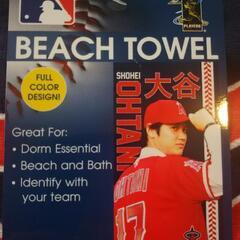 PLAYERS
BEACH TOWEL
FULL
COLOR
DESIGN!
SHOHEI
OHTANI
大谷
Great For:
• Dorm Essential
• Beach and Bath
• Identify with
your team
OHTANI
17